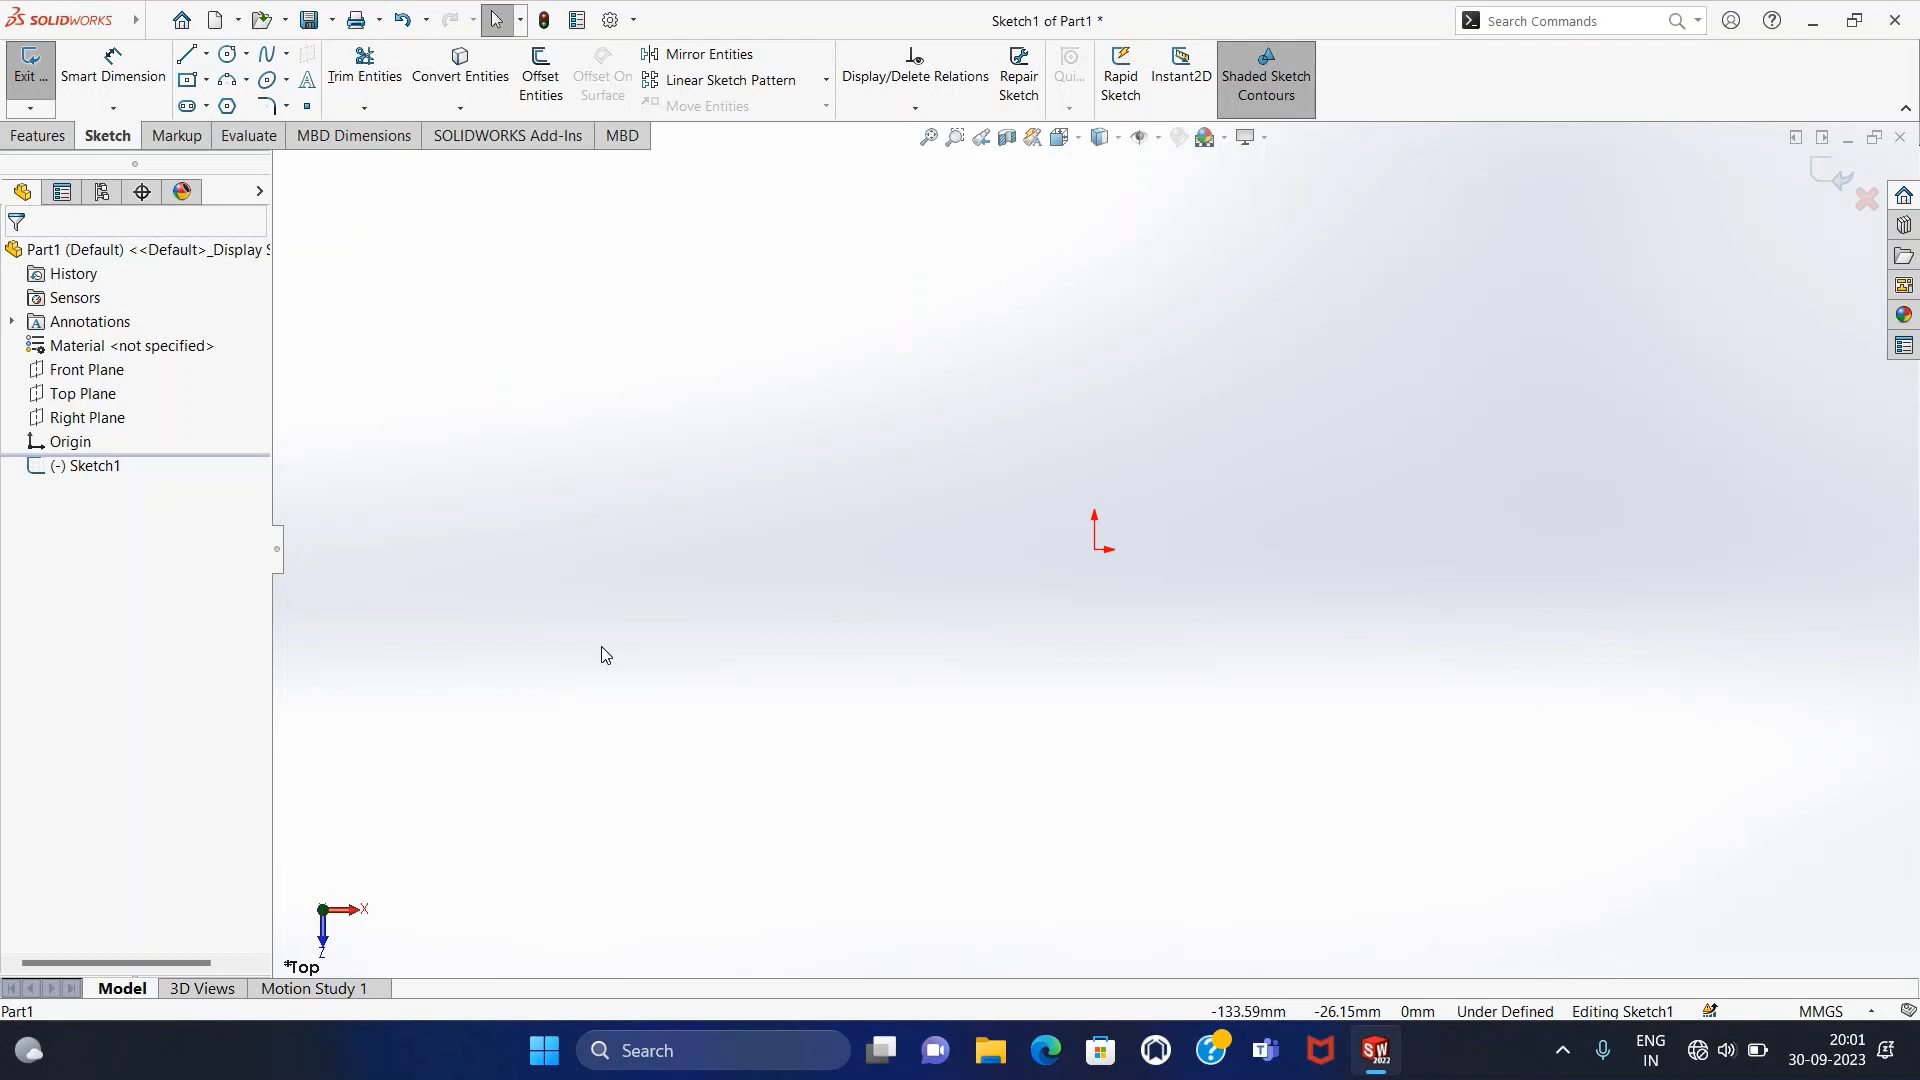 SOLIDWORKS
Sketch1 of Part1 *
Search Commands
Exit ...
Smart Dimension
Trim Entities
Convert Entities
Offset Entities
Offset On Surface
Mirror Entities
Linear Sketch Pattern
Move Entities
Display/Delete Relations
Repair Sketch
Qui...
Rapid Sketch
Instant2D
Shaded Sketch Contours
Features
Sketch
Markup
Evaluate
MBD Dimensions
SOLIDWORKS Add-Ins
MBD
Part1 (Default) <<Default>_Display S
History
Sensors
Annotations
Material <not specified>
Front Plane
Top Plane
Right Plane
Origin
(-) Sketch1
X
Z
*Top
Model
3D Views
Motion Study 1
Part1
-133.59mm
-26.15mm
0mm
Under Defined
Editing Sketch1
MMGS
Search
SW
2022
ENG
IN
20:01
30-09-2023